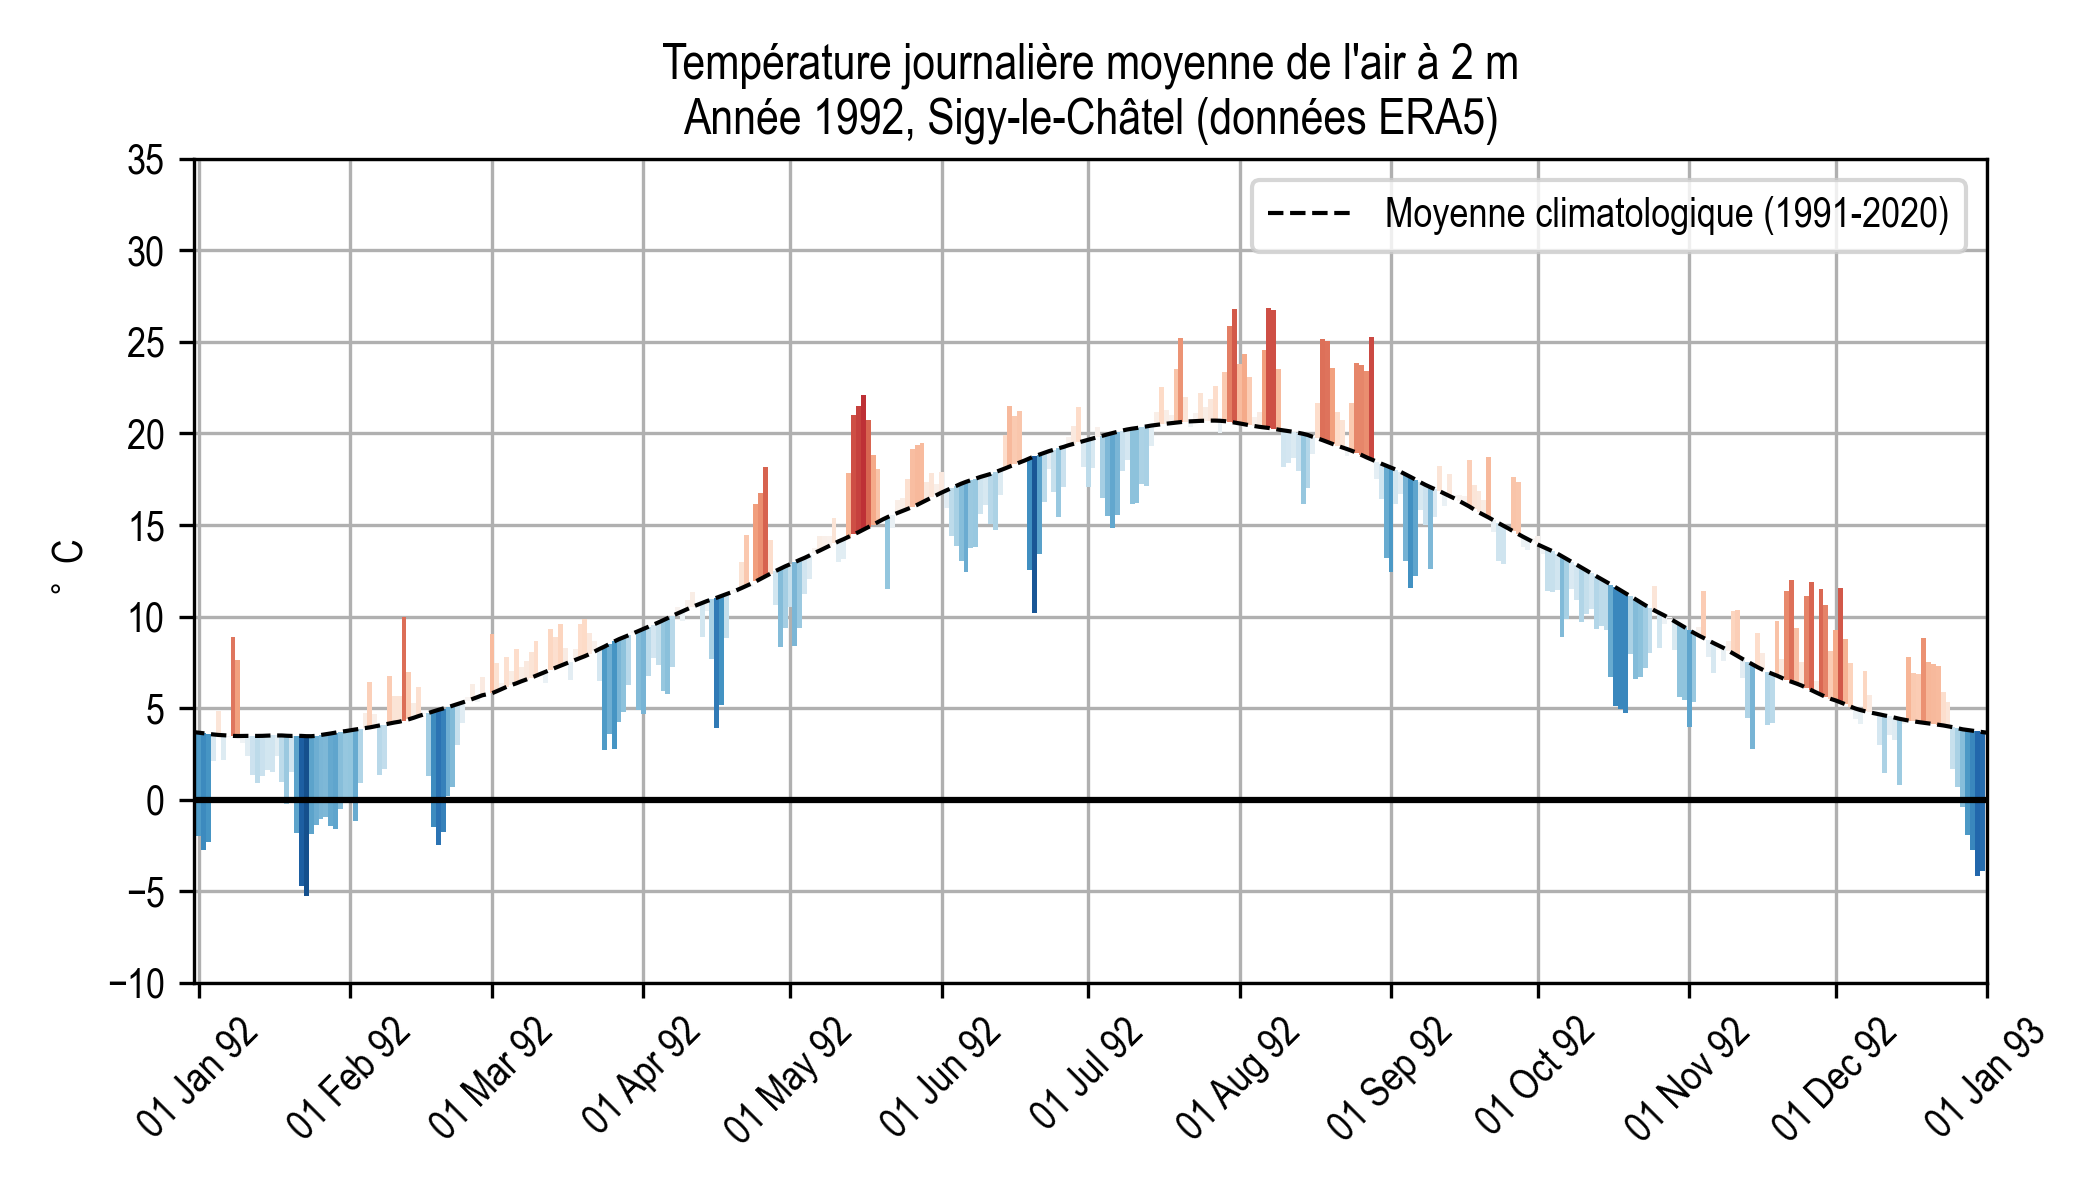 Température journalière moyenne de l'air à 2 m
Année 1992, Sigy-le-Châtel (données ERA5)
35
30
25
20
15
10
5
0
−5
−10
° C
Moyenne climatologique (1991-2020)
01 Jan 92
01 Feb 92
01 Mar 92
01 Apr 92
01 May 92
01 Jun 92
01 Jul 92
01 Aug 92
01 Sep 92
01 Oct 92
01 Nov 92
01 Dec 92
01 Jan 93